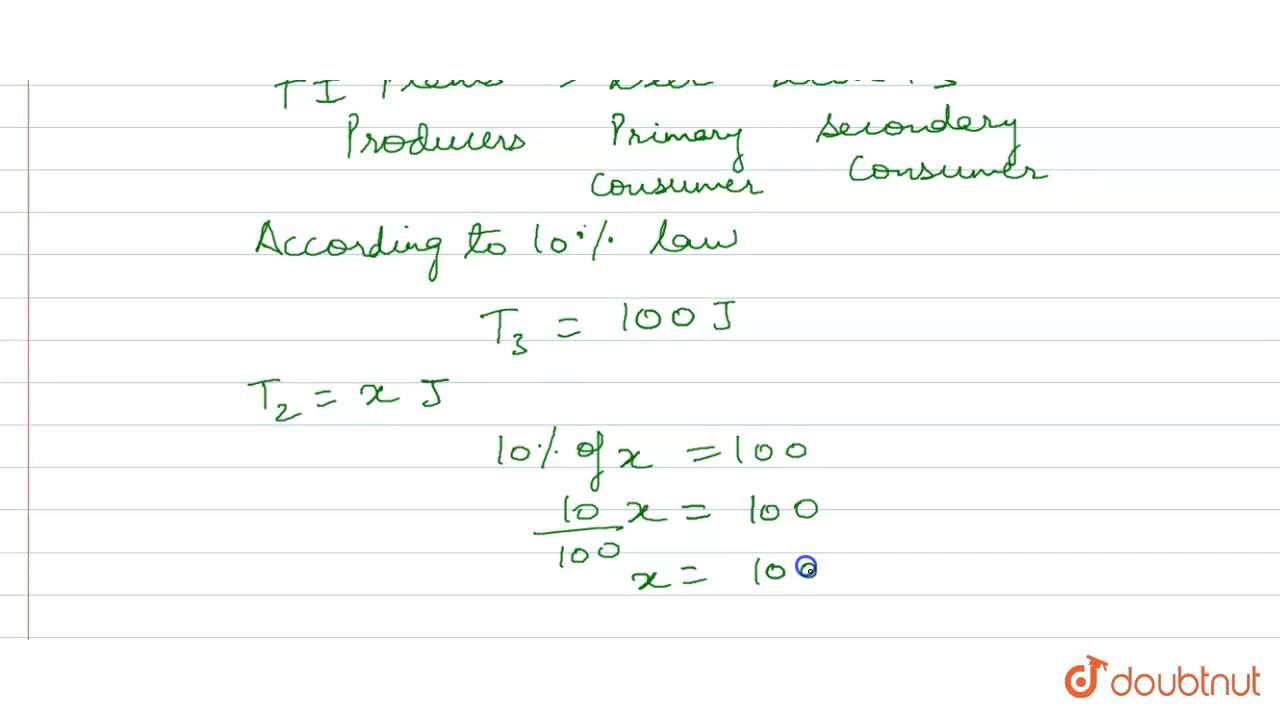 Producers Primary secondary
consumer Consumer
According to 10% law
T3 = 100 J
T2 = x J
10% of x = 100
10/100 x = 100
x = 100
doubtnut